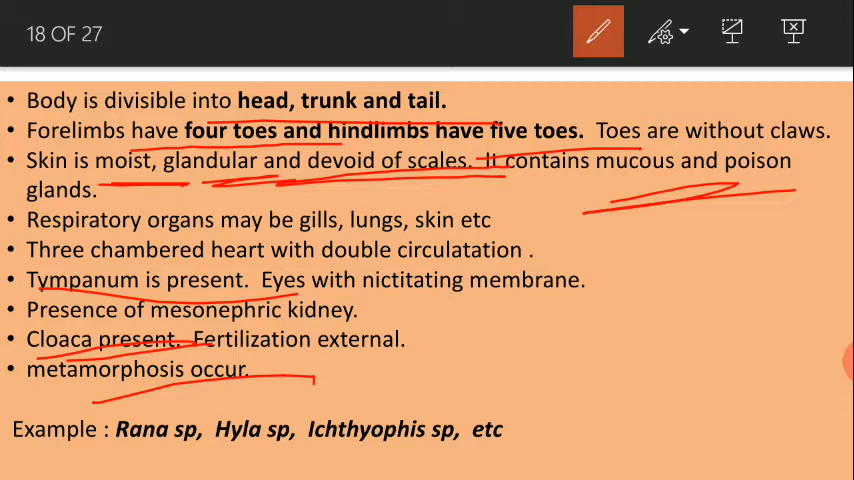 18 OF 27
• Body is divisible into head, trunk and tail.
• Forelimbs have four toes and hindlimbs have five toes. Toes are without claws.
• Skin is moist, glandular and devoid of scales. It contains mucous and poison
glands.
• Respiratory organs may be gills, lungs, skin etc
• Three chambered heart with double circulatation .
• Tympanum is present. Eyes with nictitating membrane.
• Presence of mesonephric kidney.
• Cloaca present. Fertilization external.
• metamorphosis occur.
Example : Rana sp, Hyla sp, Ichthyophis sp, etc